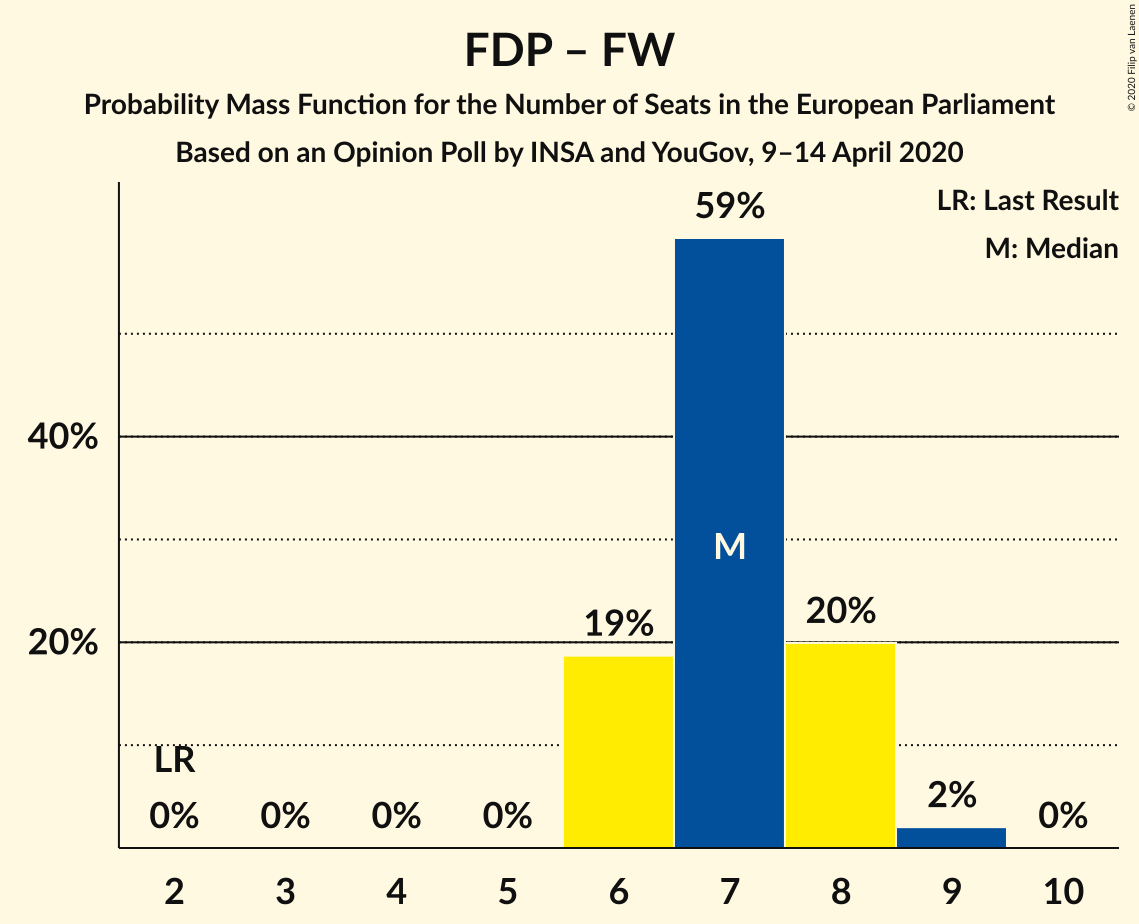 FDP – FW
Probability Mass Function for the Number of Seats in the European Parliament
Based on an Opinion Poll by INSA and YouGov, 9–14 April 2020
© 2020 Filip van Laenen
LR: Last Result
M: Median
59%
40%
M
19%
20%
20%
LR
0%
0%
0%
0%
2%
0%
2
3
4
5
6
7
8
9
10